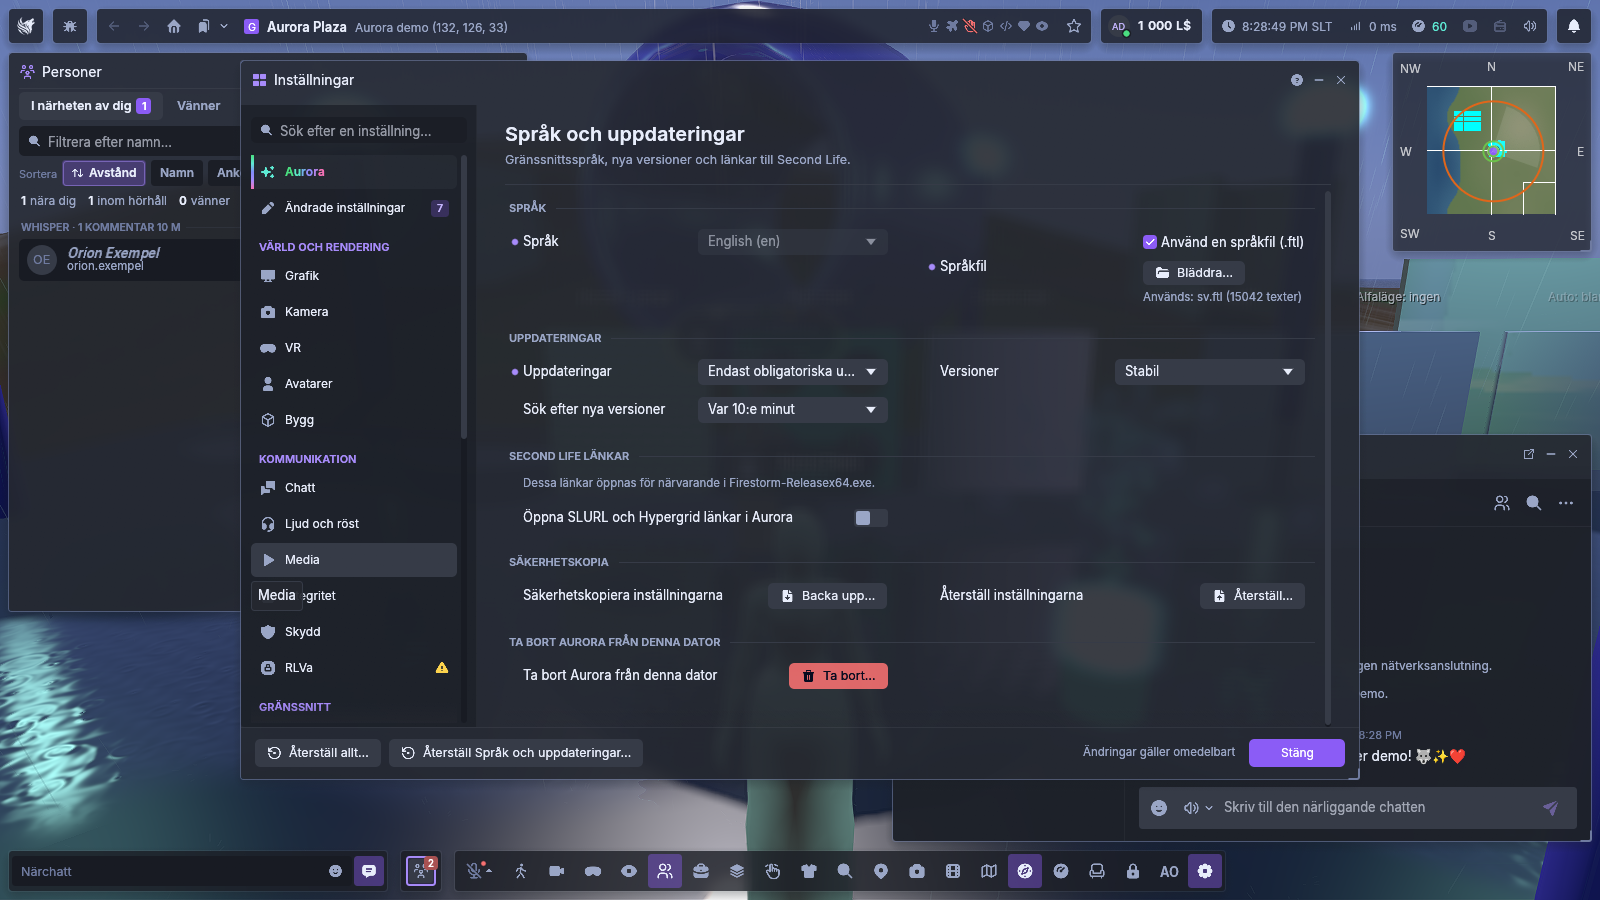 Aurora Plaza Aurora demo (132, 126, 33)
AD 1 000 L$
8:28:49 PM SLT 0 ms 60
Personer
I närheten av dig 1 Vänner
Filtrera efter namn...
Sortera Avstånd Namn Ank
1 nära dig 1 inom hörhåll 0 vänner
WHISPER · 1 KOMMENTAR 10 M
OE Orion Exempel
orion.exempel
Inställningar
Sök efter en inställning...
Aurora
Ändrade inställningar 7
VÄRLD OCH RENDERING
Grafik
Kamera
VR
Avatarer
Bygg
KOMMUNIKATION
Chatt
Ljud och röst
Media
Media egritet
Skydd
RLVa
GRÄNSSNITT
Språk och uppdateringar
Gränssnittsspråk, nya versioner och länkar till Second Life.
SPRÅK
Språk English (en)
Språkfil
Använd en språkfil (.ftl)
Bläddra...
Används: sv.ftl (15042 texter)
UPPDATERINGAR
Uppdateringar Endast obligatoriska u...
Versioner Stabil
Sök efter nya versioner Var 10:e minut
SECOND LIFE LÄNKAR
Dessa länkar öppnas för närvarande i Firestorm-Releasex64.exe.
Öppna SLURL och Hypergrid länkar i Aurora
SÄKERHETSKOPIA
Säkerhetskopiera inställningarna Backa upp...
Återställ inställningarna Återställ...
TA BORT AURORA FRÅN DENNA DATOR
Ta bort Aurora från denna dator Ta bort...
Återställ allt... Återställ Språk och uppdateringar...
Ändringar gäller omedelbart Stäng
NW N NE
W E
SW S SE
Alfaläge: ingen Auto: bla
gen nätverksanslutning.
emo.
8:28 PM
er demo! 🐺✨❤️
Skriv till den närliggande chatten
Närchatt
2
AO